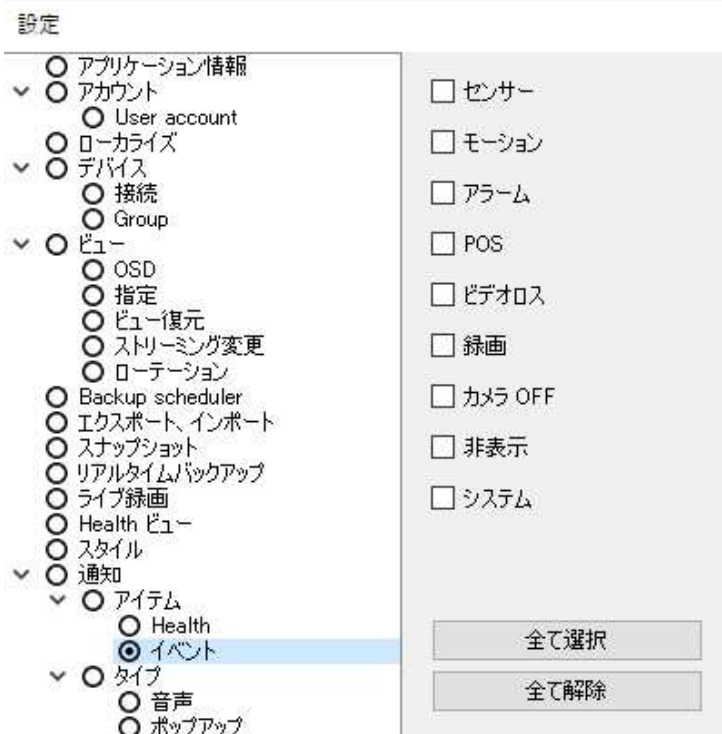 設定
アプリケーション情報
アカウント
User account
ローカライズ
デバイス
接続
Group
ビュー
OSD
指定
ビュー復元
ストリーミング変更
ローテーション
Backup scheduler
エクスポート、インポート
スナップショット
リアルタイムバックアップ
ライブ録画
Health ビュー
スタイル
通知
アイテム
Health
イベント
タイプ
音声
ポップアップ
センサー
モーション
アラーム
POS
ビデオロス
録画
カメラ OFF
非表示
システム
全て選択
全て解除